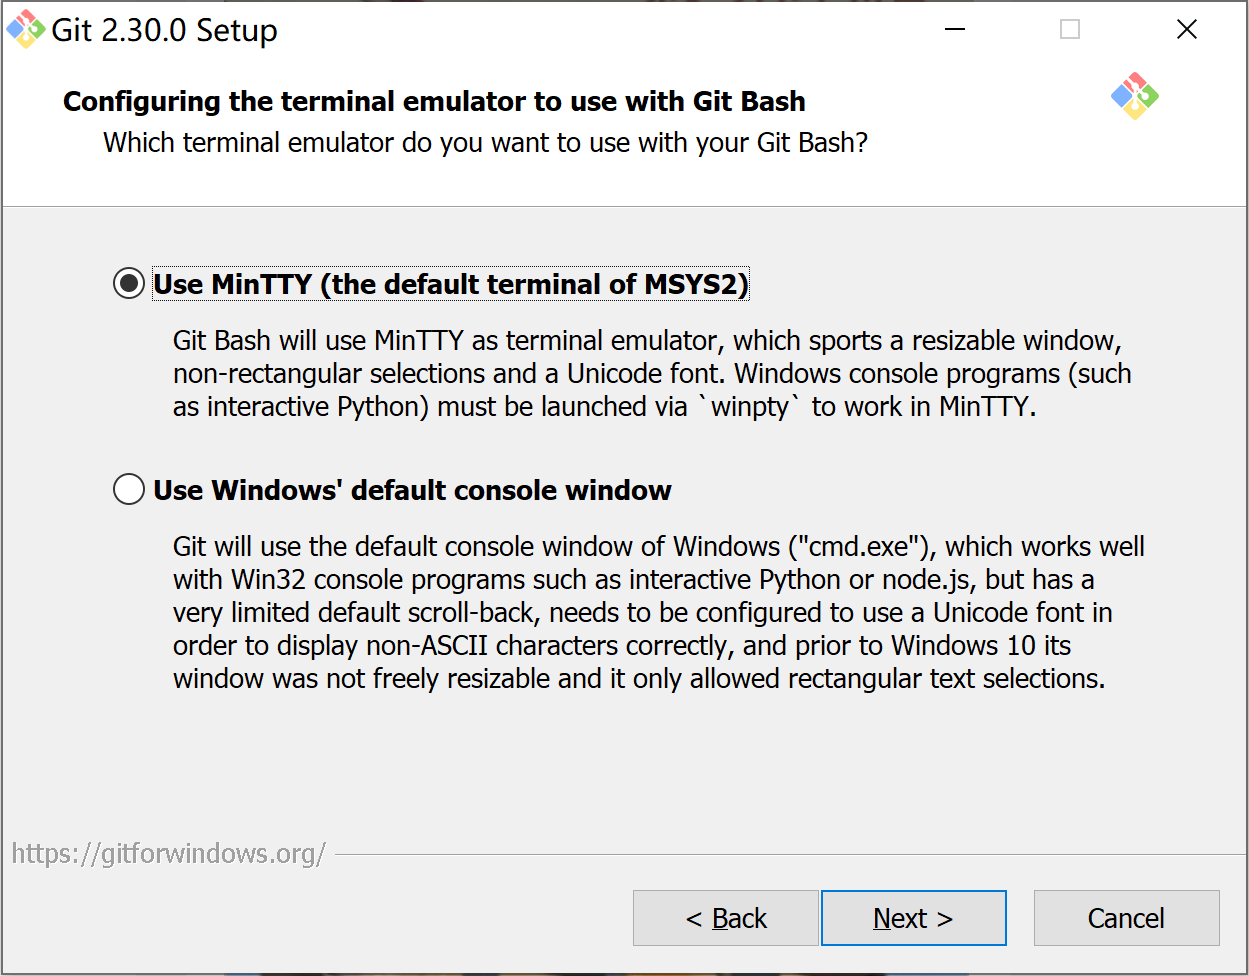 Git 2.30.0 Setup
Configuring the terminal emulator to use with Git Bash
Which terminal emulator do you want to use with your Git Bash?
Use MinTTY (the default terminal of MSYS2)
Git Bash will use MinTTY as terminal emulator, which sports a resizable window,
non-rectangular selections and a Unicode font. Windows console programs (such
as interactive Python) must be launched via `winpty` to work in MinTTY.
Use Windows' default console window
Git will use the default console window of Windows ("cmd.exe"), which works well
with Win32 console programs such as interactive Python or node.js, but has a
very limited default scroll-back, needs to be configured to use a Unicode font in
order to display non-ASCII characters correctly, and prior to Windows 10 its
window was not freely resizable and it only allowed rectangular text selections.
https://gitforwindows.org/
< Back
Next >
Cancel